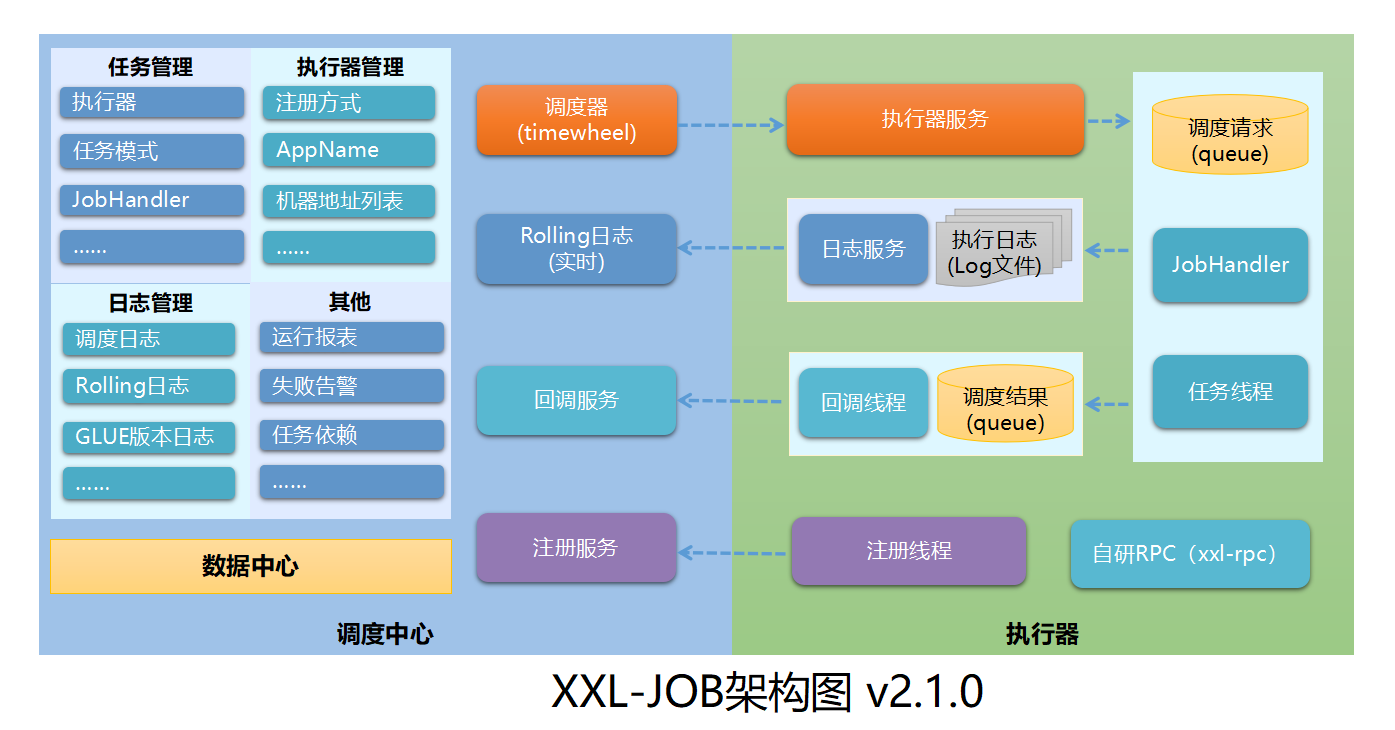 任务管理
执行器
任务模式
JobHandler
......
执行器管理
注册方式
AppName
机器地址列表
......
日志管理
调度日志
Rolling日志
GLUE版本日志
......
其他
运行报表
失败告警
任务依赖
......
数据中心
调度器
(timewheel)
Rolling日志
(实时)
回调服务
注册服务
调度中心
执行器服务
日志服务
执行日志
(Log文件)
回调线程
调度结果
(queue)
注册线程
调度请求
(queue)
JobHandler
任务线程
自研RPC（xxl-rpc）
执行器
XXL-JOB架构图 v2.1.0